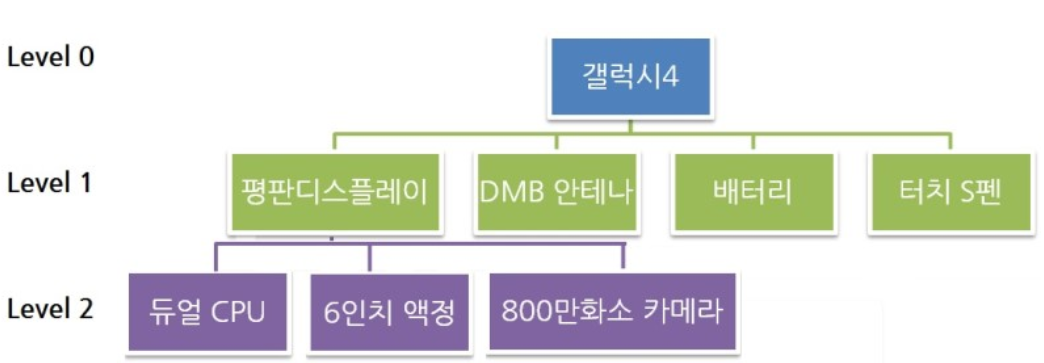 Level 0
갤럭시4
Level 1
평판디스플레이
DMB 안테나
배터리
터치 S펜
Level 2
듀얼 CPU
6인치 액정
800만화소 카메라